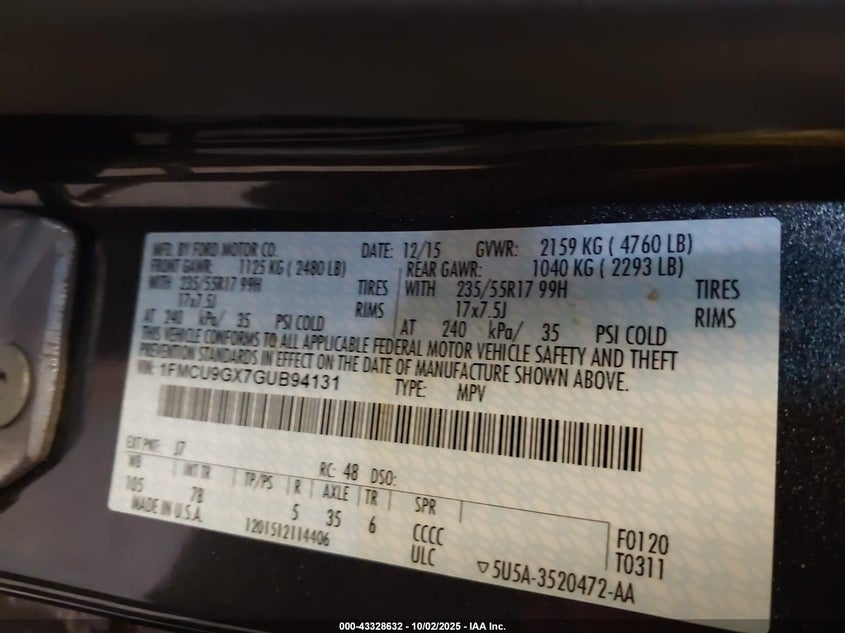 MFD. BY FORD MOTOR CO. DATE: 12/15 GVWR: 2159 KG ( 4760 LB)
FRONT GAWR: 1125 KG ( 2480 LB) REAR GAWR: 1040 KG ( 2293 LB)
WITH 235/55R17 99H TIRES WITH 235/55R17 99H TIRES
17x7.5J RIMS 17x7.5J RIMS
AT 240 kPa/ 35 PSI COLD AT 240 kPa/ 35 PSI COLD
THIS VEHICLE CONFORMS TO ALL APPLICABLE FEDERAL MOTOR VEHICLE SAFETY AND THEFT
PREVENTION STANDARDS IN EFFECT ON THE DATE OF MANUFACTURE SHOWN ABOVE.
VIN: 1FMCU9GX7GUB94131 TYPE: MPV
EXT PNT: J7 RC: 48 DSO:
WB INT TR TP/PS R AXLE TR SPR
105 78 5 35 6 CCCC F0120
MADE IN U.S.A. 1201512114406 ULC T0311
5U5A-3520472-AA
000-43328632 - 10/02/2025 - IAA Inc.